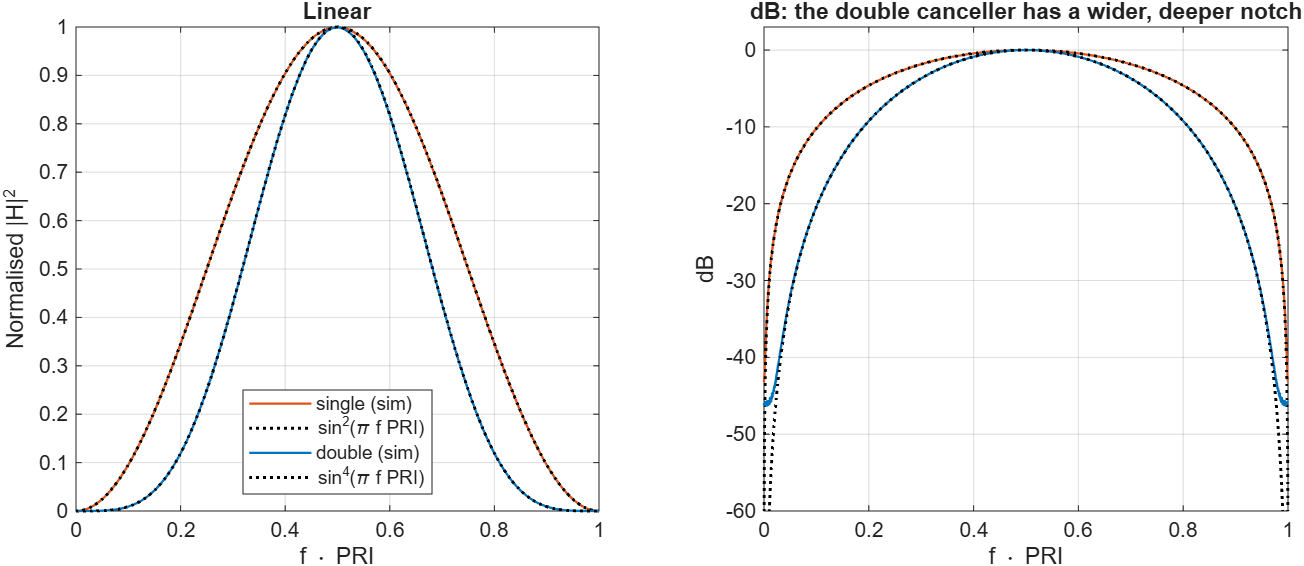 Linear
1
0.9
0.8
0.7
0.6
0.5
0.4
0.3
0.2
0.1
0
Normalised |H|²
single (sim)
sin²(π f PRI)
double (sim)
sin⁴(π f PRI)
0 0.2 0.4 0.6 0.8 1
f · PRI
dB: the double canceller has a wider, deeper notch
0
-10
-20
-30
-40
-50
-60
dB
0 0.2 0.4 0.6 0.8 1
f · PRI